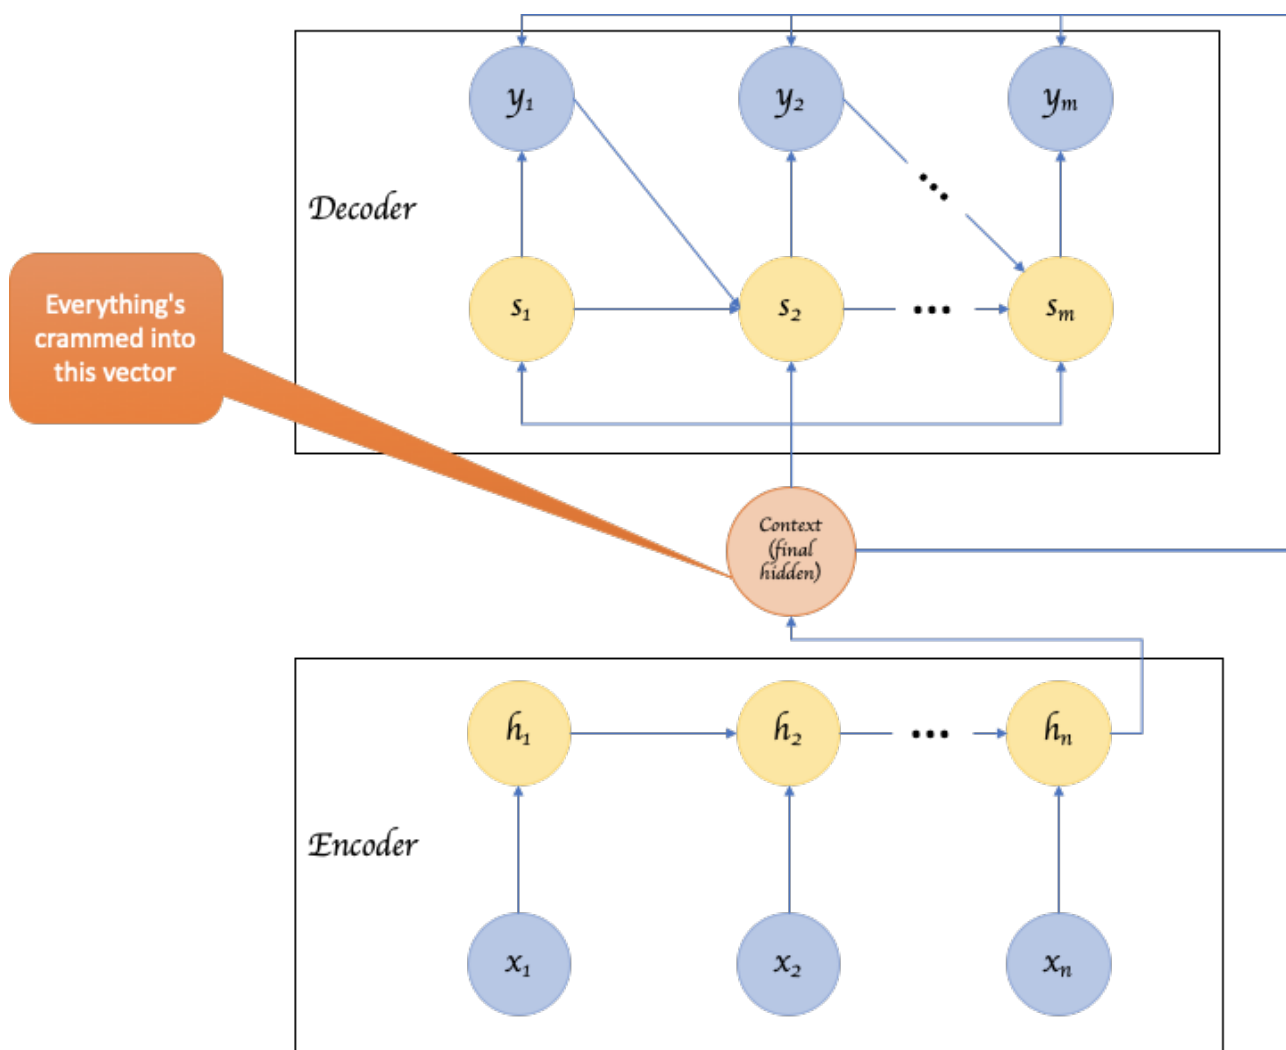 y₁ y₂ yₘ
Decoder
Everything's
crammed into
this vector
s₁ s₂ ... sₘ
Context
(final
hidden)
h₁ h₂ ... hₙ
Encoder
x₁ x₂ xₙ